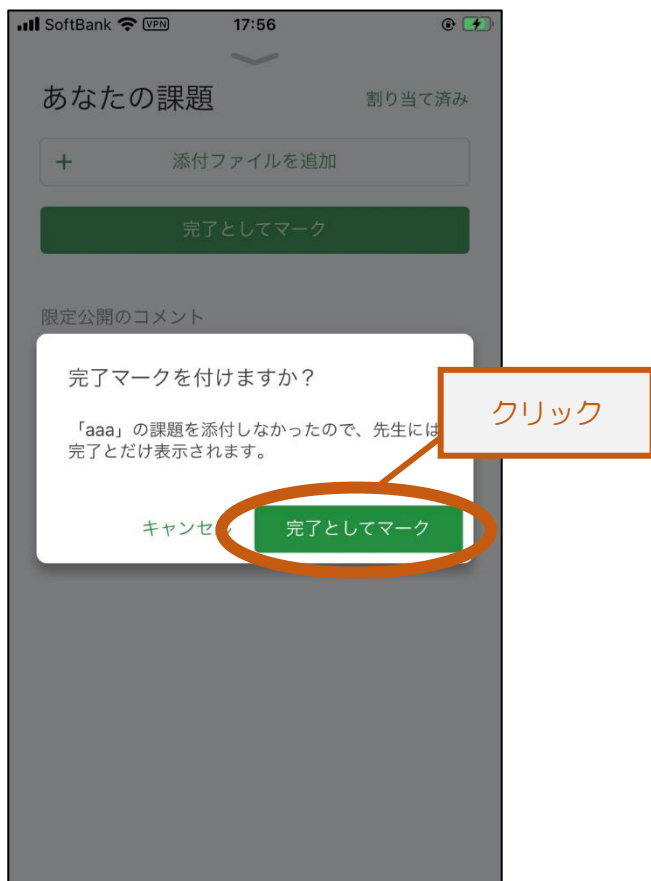 SoftBank VPN 17:56
あなたの課題 割り当て済み
+ 添付ファイルを追加
完了としてマーク
限定公開のコメント
完了マークを付けますか？
「aaa」の課題を添付しなかったので、先生には
完了とだけ表示されます。
クリック
キャンセ
完了としてマーク